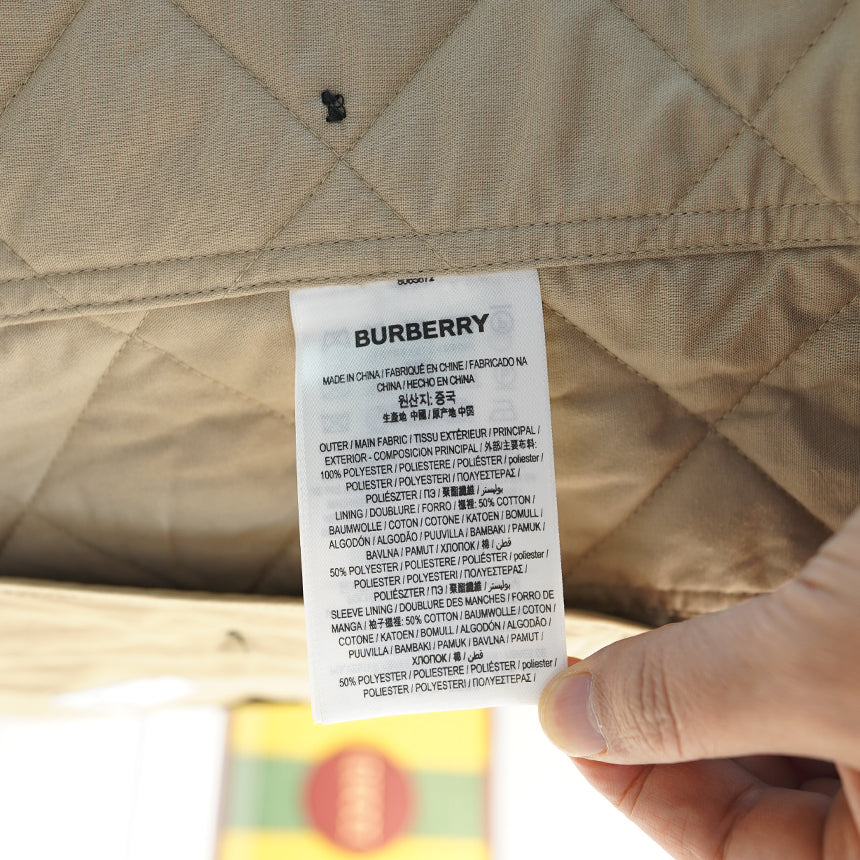 8065872
BURBERRY
MADE IN CHINA / FABRIQUÉ EN CHINE / FABRICADO NA
CHINA / HECHO EN CHINA
원산지: 중국
生產地 中國 / 原产地 中国
OUTER / MAIN FABRIC / TISSU EXTÉRIEUR / PRINCIPAL /
EXTERIOR - COMPOSICION PRINCIPAL / 外部/主要布料:
100% POLYESTER / POLIESTERE / POLIÉSTER / poliester /
POLIESTER / POLYESTERI / ΠΟΛΥΕΣΤΕΡΑΣ /
POLIÉSZTER / ПЭ / 聚酯纖維 / بوليستر
LINING / DOUBLURE / FORRO / 襯裡: 50% COTTON /
BAUMWOLLE / COTON / COTONE / KATOEN / BOMULL /
ALGODÓN / ALGODÃO / PUUVILLA / BAMBAKI / PAMUK /
BAVLNA / PAMUT / ХЛОПОК / 棉 / قطن
50% POLYESTER / POLIESTERE / POLIÉSTER / poliester /
POLIESTER / POLYESTERI / ΠΟΛΥΕΣΤΕΡΑΣ /
POLIÉSZTER / ПЭ / 聚酯纖維 / بوليستر
SLEEVE LINING / DOUBLURE DES MANCHES / FORRO DE
MANGA / 袖子襯裡: 50% COTTON / BAUMWOLLE / COTON /
COTONE / KATOEN / BOMULL / ALGODÓN / ALGODÃO /
PUUVILLA / BAMBAKI / PAMUK / BAVLNA / PAMUT /
ХЛОПОК / 棉 / قطن
50% POLYESTER / POLIESTERE / POLIÉSTER / poliester /
POLIESTER / POLYESTERI / ΠΟΛΥΕΣΤΕΡΑΣ /